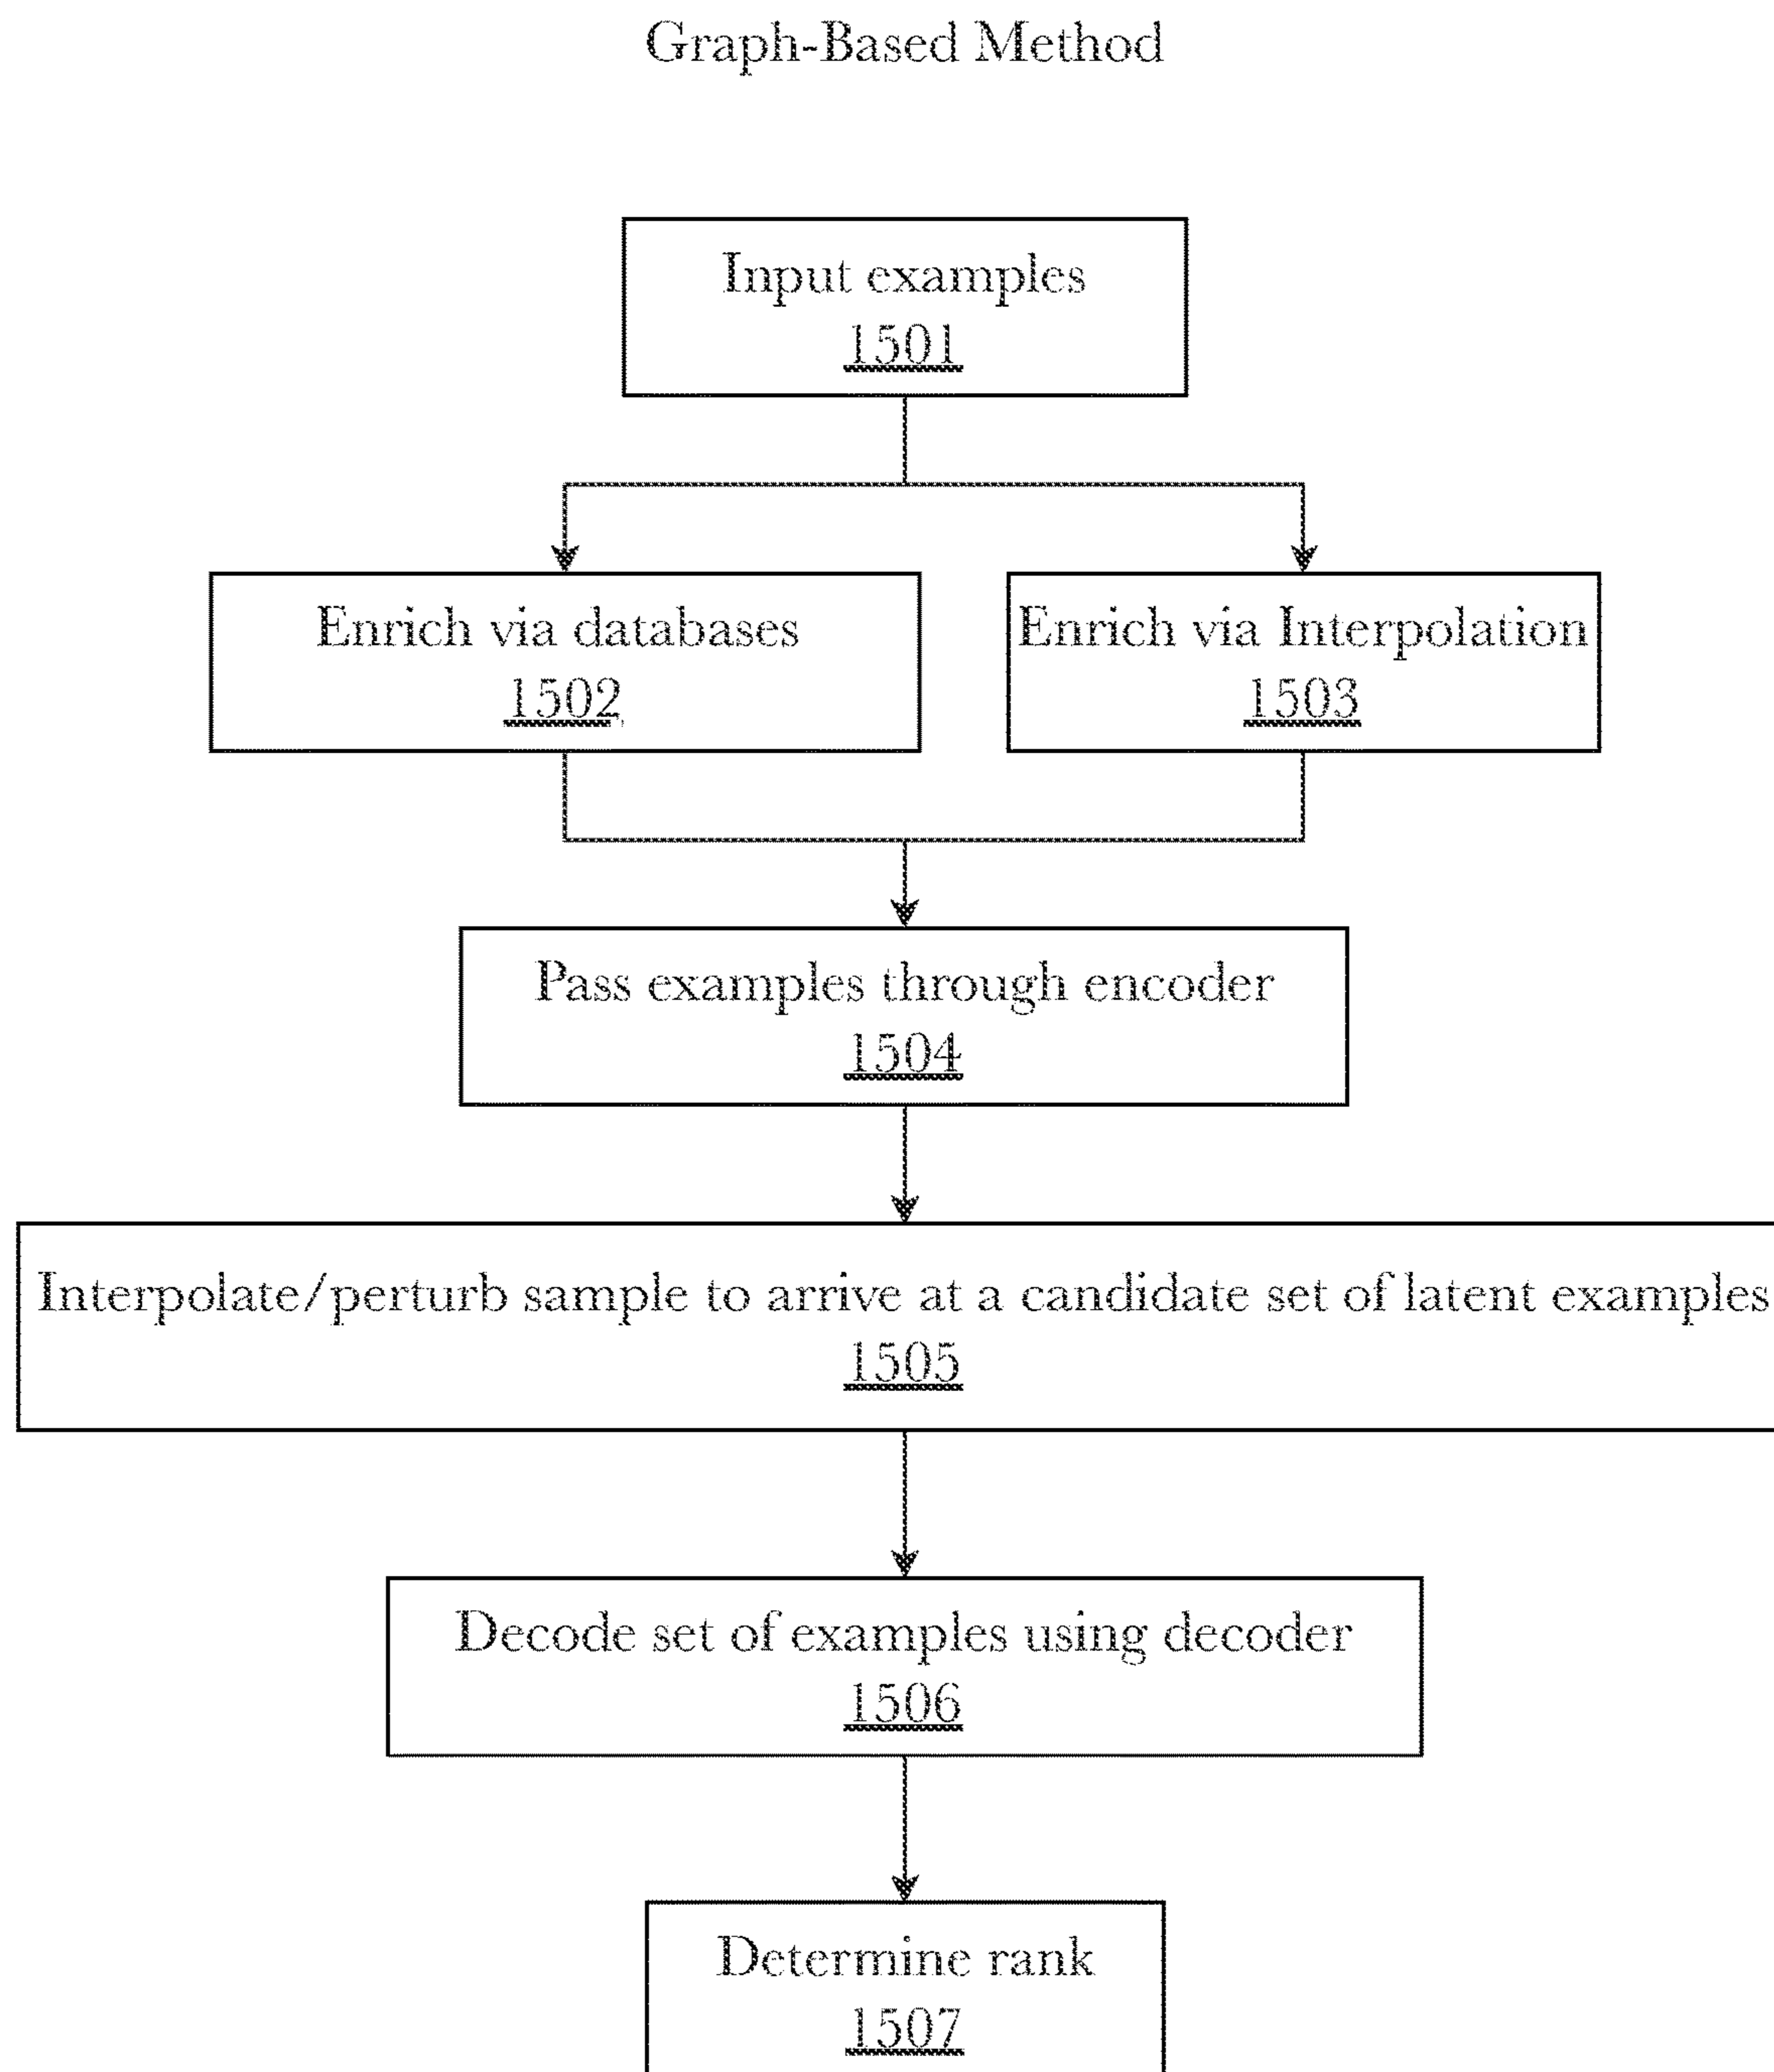 Graph-Based Method
Input examples
1501
Enrich via databases
1502
Enrich via Interpolation
1503
Pass examples through encoder
1504
Interpolate/perturb sample to arrive at a candidate set of latent examples
1505
Decode set of examples using decoder
1506
Determine rank
1507